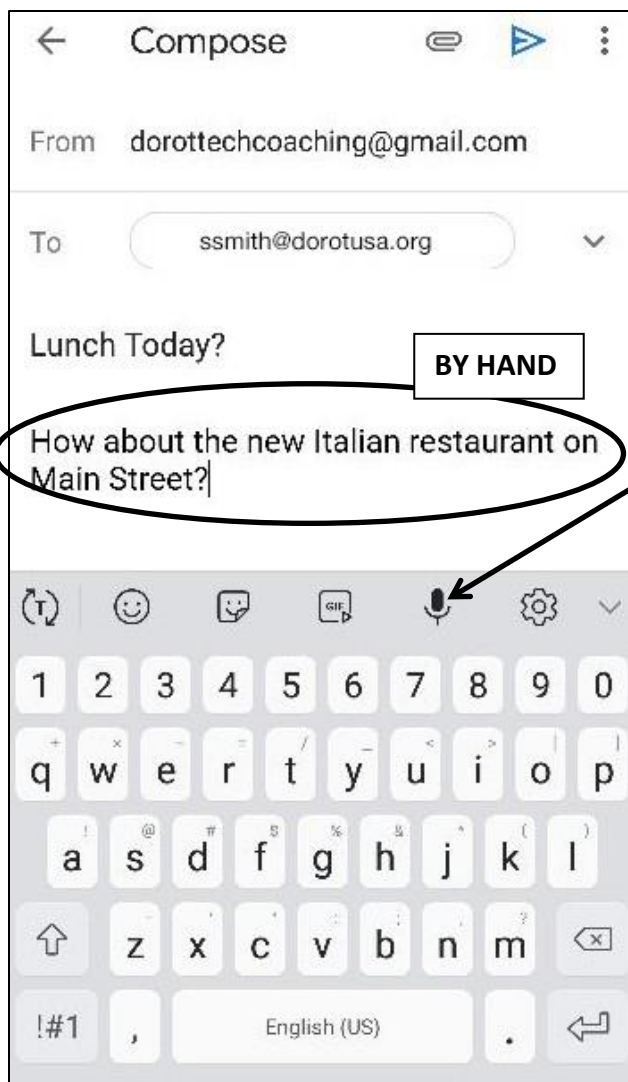 Compose
From dorottechcoaching@gmail.com
To ssmith@dorotusa.org
Lunch Today?
BY HAND
How about the new Italian restaurant on
Main Street?
T GIF
1 2 3 4 5 6 7 8 9 0
q w e r t y u i o p
a s d f g h j k l
z x c v b n m
!#1 , English (US) .